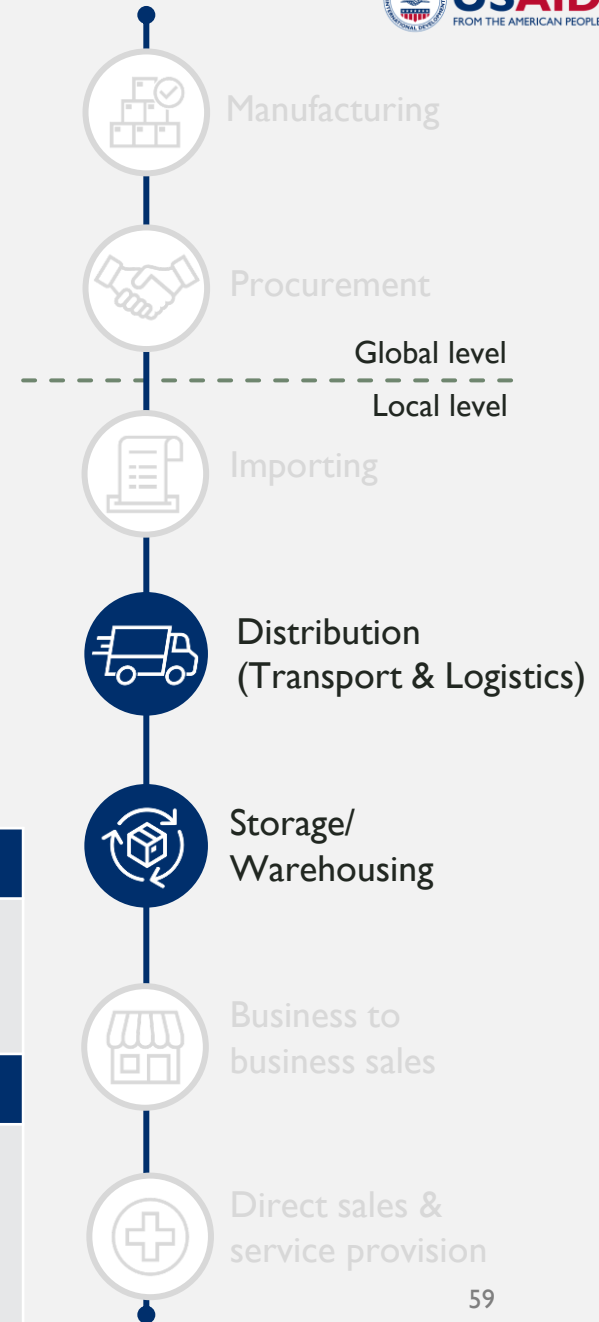 USAID
FROM THE AMERICAN PEOPLE
Manufacturing
Procurement
Global level
Local level
Importing
Distribution
(Transport & Logistics)
Storage/
Warehousing
Business to
business sales
Direct sales &
service provision
59